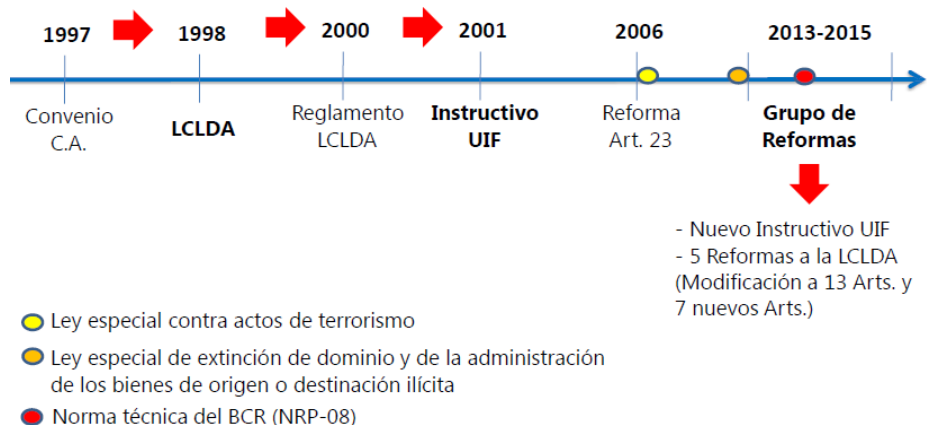 1997
1998
2000
2001
2006
2013-2015
Convenio
C.A.
LCLDA
Reglamento
LCLDA
Instructivo
UIF
Reforma
Art. 23
Grupo de
Reformas
- Nuevo Instructivo UIF
- 5 Reformas a la LCLDA
(Modificación a 13 Arts. y
7 nuevos Arts.)
Ley especial contra actos de terrorismo
Ley especial de extinción de dominio y de la administración
de los bienes de origen o destinación ilícita
Norma técnica del BCR (NRP-08)